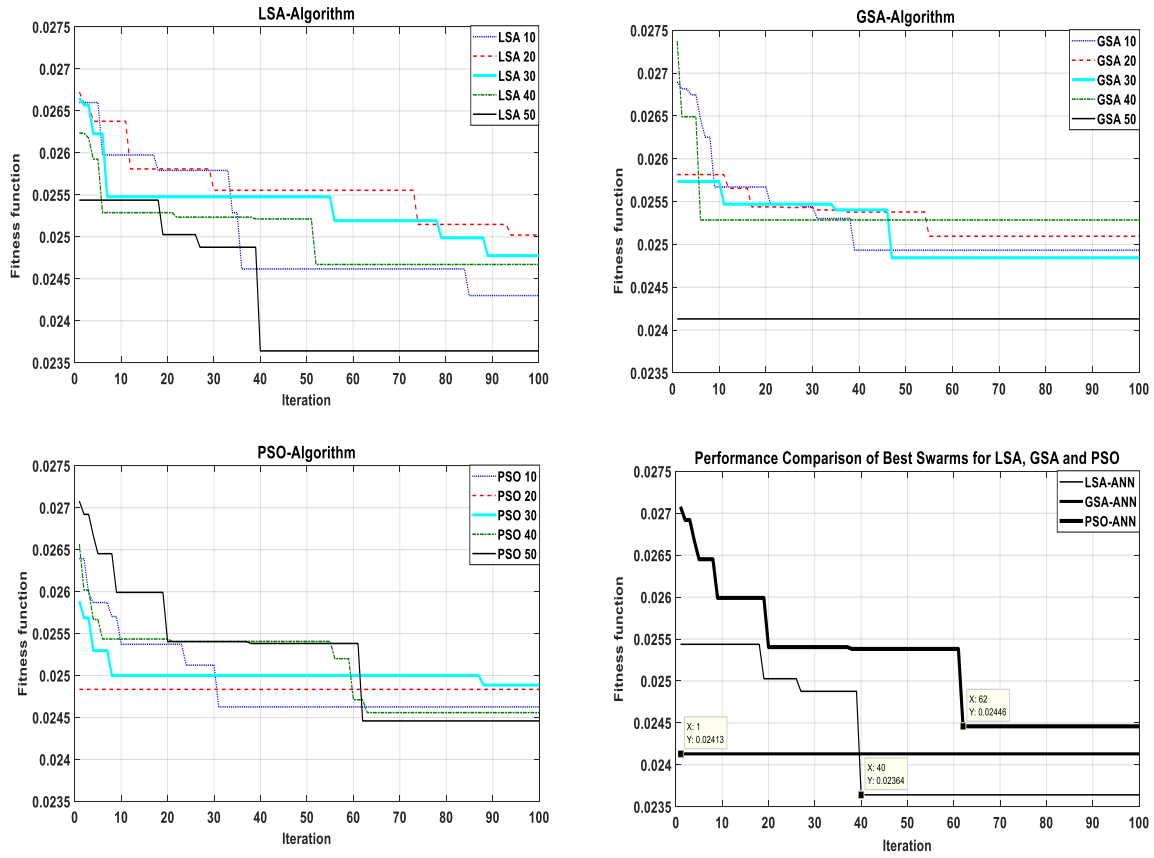 LSA-Algorithm
0.0275
0.027
0.0265
0.026
0.0255
0.025
0.0245
0.024
0.0235
Fitness function
0 10 20 30 40 50 60 70 80 90 100
Iteration
LSA 10
LSA 20
LSA 30
LSA 40
LSA 50
GSA-Algorithm
0.0275
0.027
0.0265
0.026
0.0255
0.025
0.0245
0.024
0.0235
Fitness function
0 10 20 30 40 50 60 70 80 90 100
GSA 10
GSA 20
GSA 30
GSA 40
GSA 50
PSO-Algorithm
0.0275
0.027
0.0265
0.026
0.0255
0.025
0.0245
0.024
0.0235
Fitness function
0 10 20 30 40 50 60 70 80 90 100
Iteration
PSO 10
PSO 20
PSO 30
PSO 40
PSO 50
Performance Comparison of Best Swarms for LSA, GSA and PSO
0.0275
0.027
0.0265
0.026
0.0255
0.025
0.0245
0.024
0.0235
Fitness function
0 10 20 30 40 50 60 70 80 90 100
Iteration
LSA-ANN
GSA-ANN
PSO-ANN
X: 62
Y: 0.02446
X: 1
Y: 0.02413
X: 40
Y: 0.02364